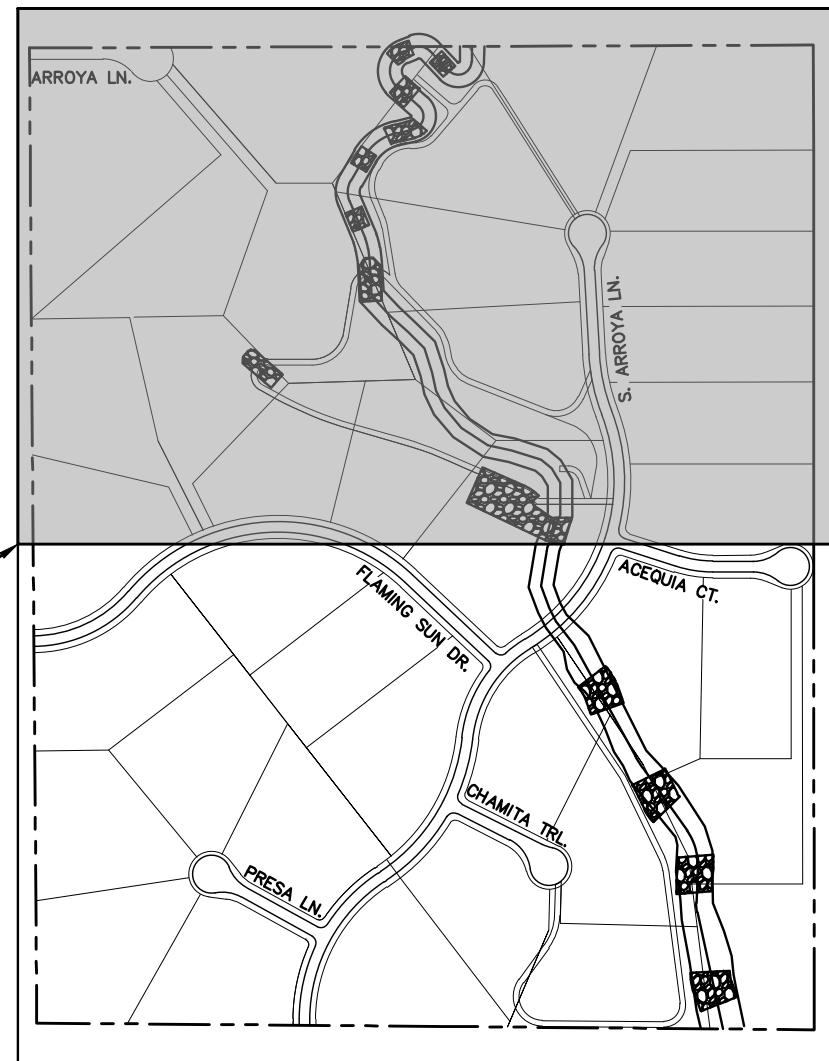 ARROYA LN.
S. ARROYA LN.
FLAMING SUN DR.
ACEQUIA CT.
CHAMITA TRL.
PRESA LN.